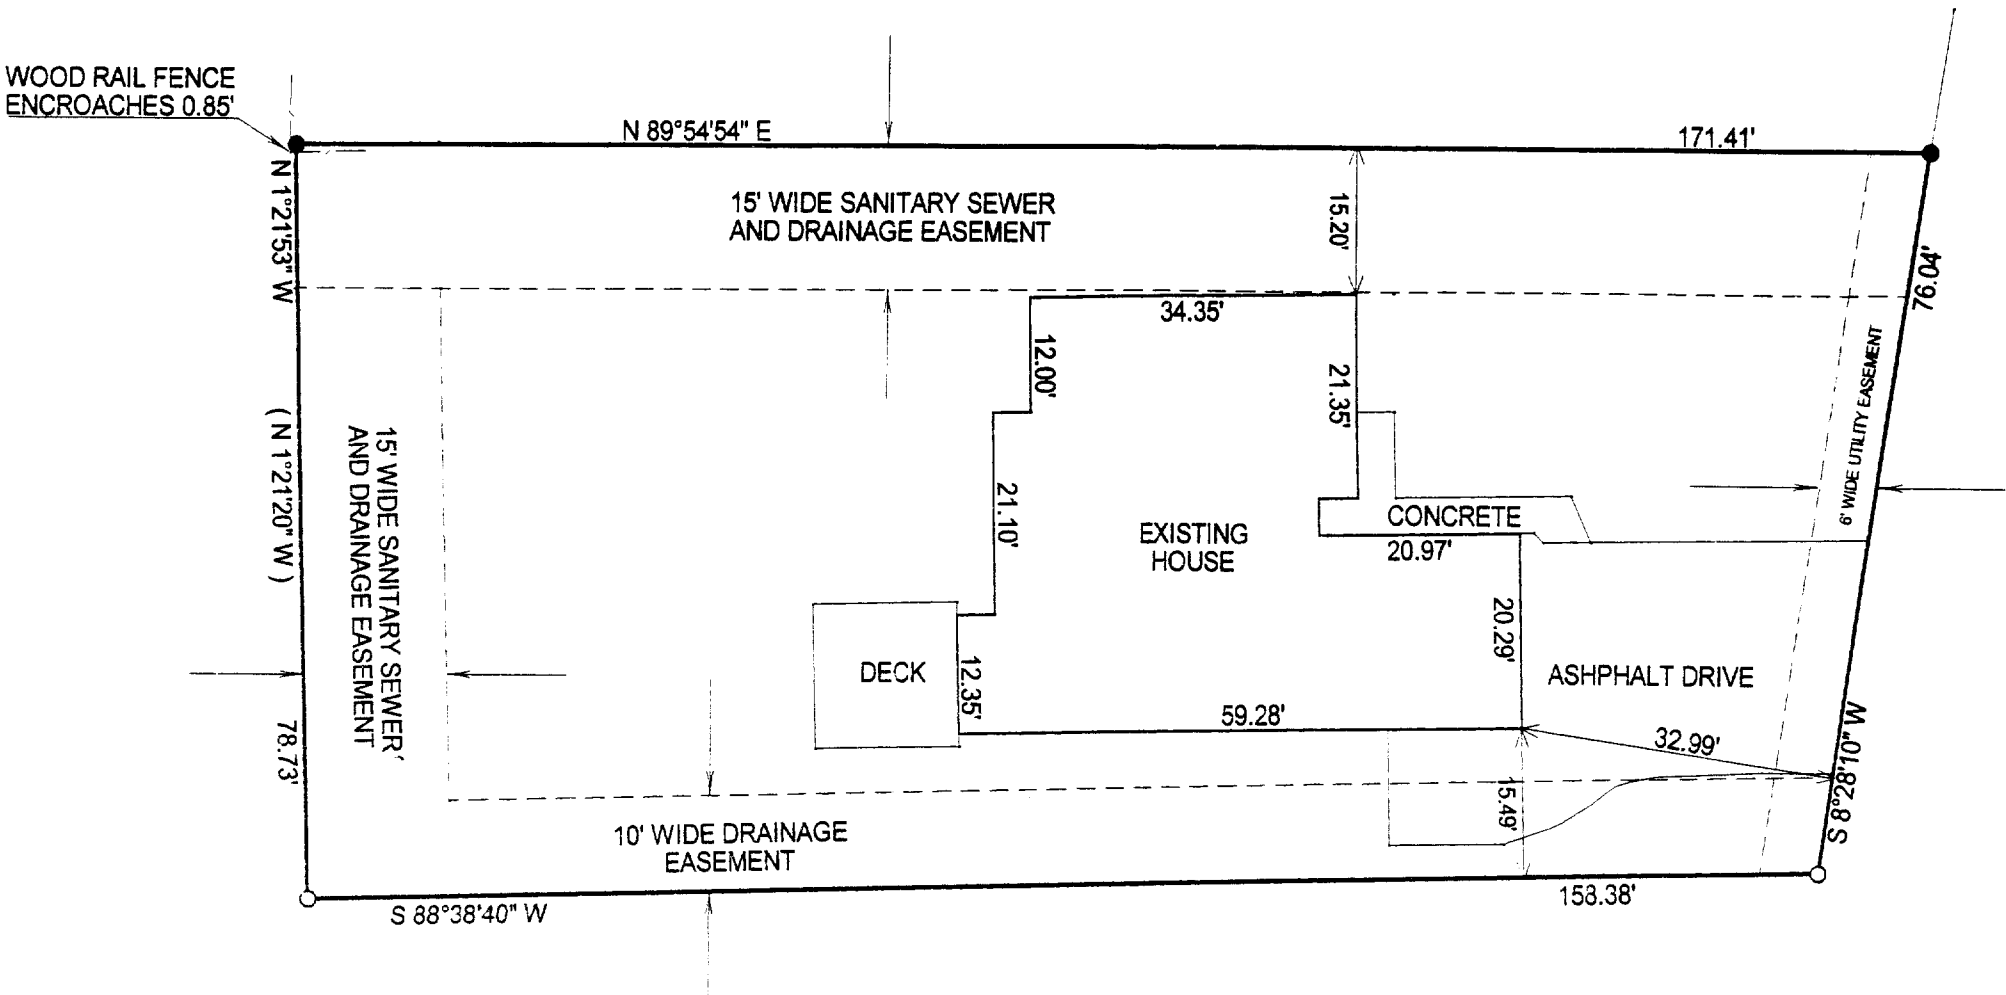 WOOD RAIL FENCE
ENCROACHES 0.85'
N 89°54'54" E
171.41'
N 1°21'53" W
15' WIDE SANITARY SEWER
AND DRAINAGE EASEMENT
15.20'
76.04'
34.35'
12.00'
21.35'
6' WIDE UTILITY EASEMENT
( N 1°21'20" W )
15' WIDE SANITARY SEWER
AND DRAINAGE EASEMENT
21.10'
EXISTING
HOUSE
CONCRETE
20.97'
20.29'
DECK
12.35'
ASHPHALT DRIVE
59.28'
32.99'
S 8°28'10" W
78.73'
15.49'
10' WIDE DRAINAGE
EASEMENT
S 88°38'40" W
158.38'